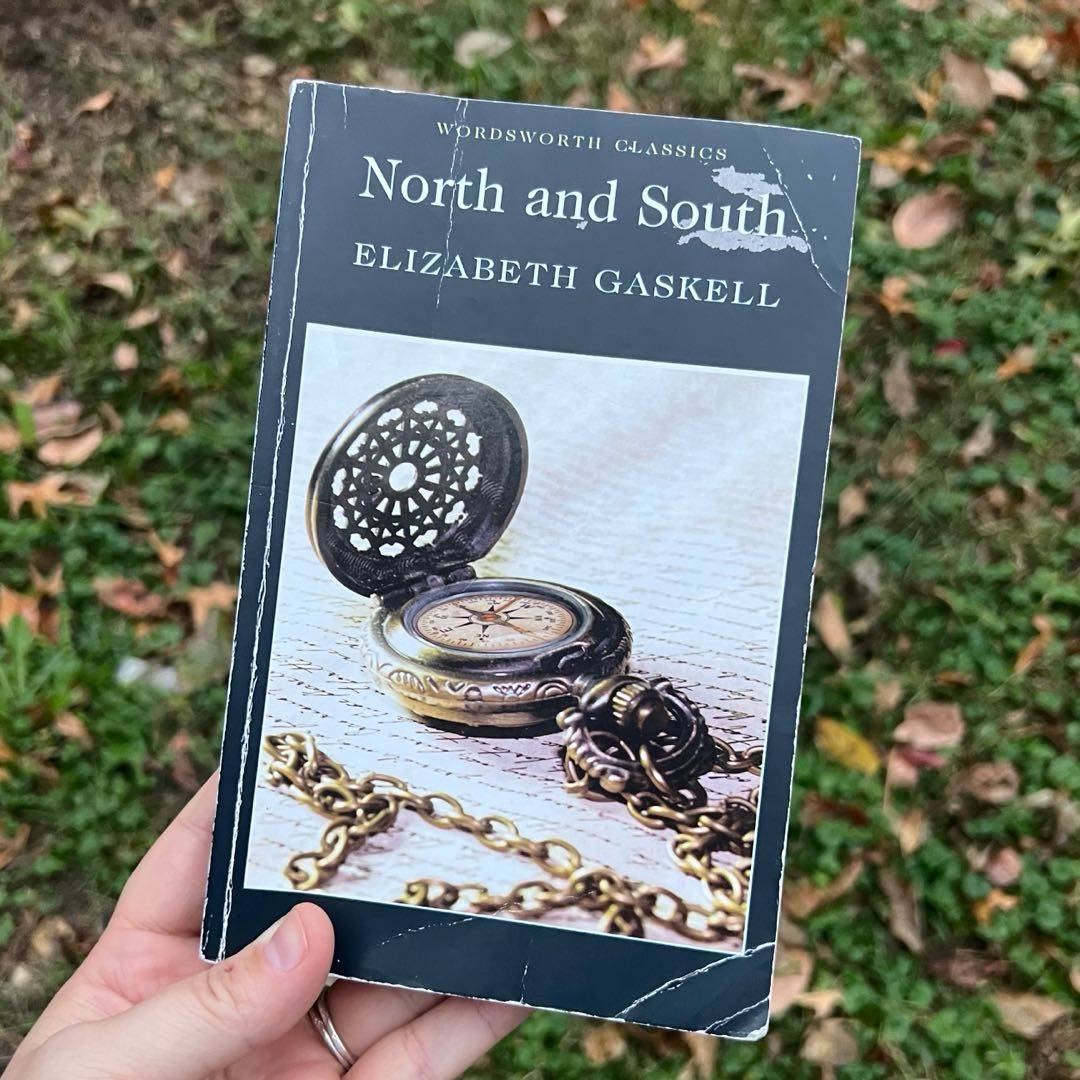 WORDSWORTH CLASSICS
North and South
ELIZABETH GASKELL